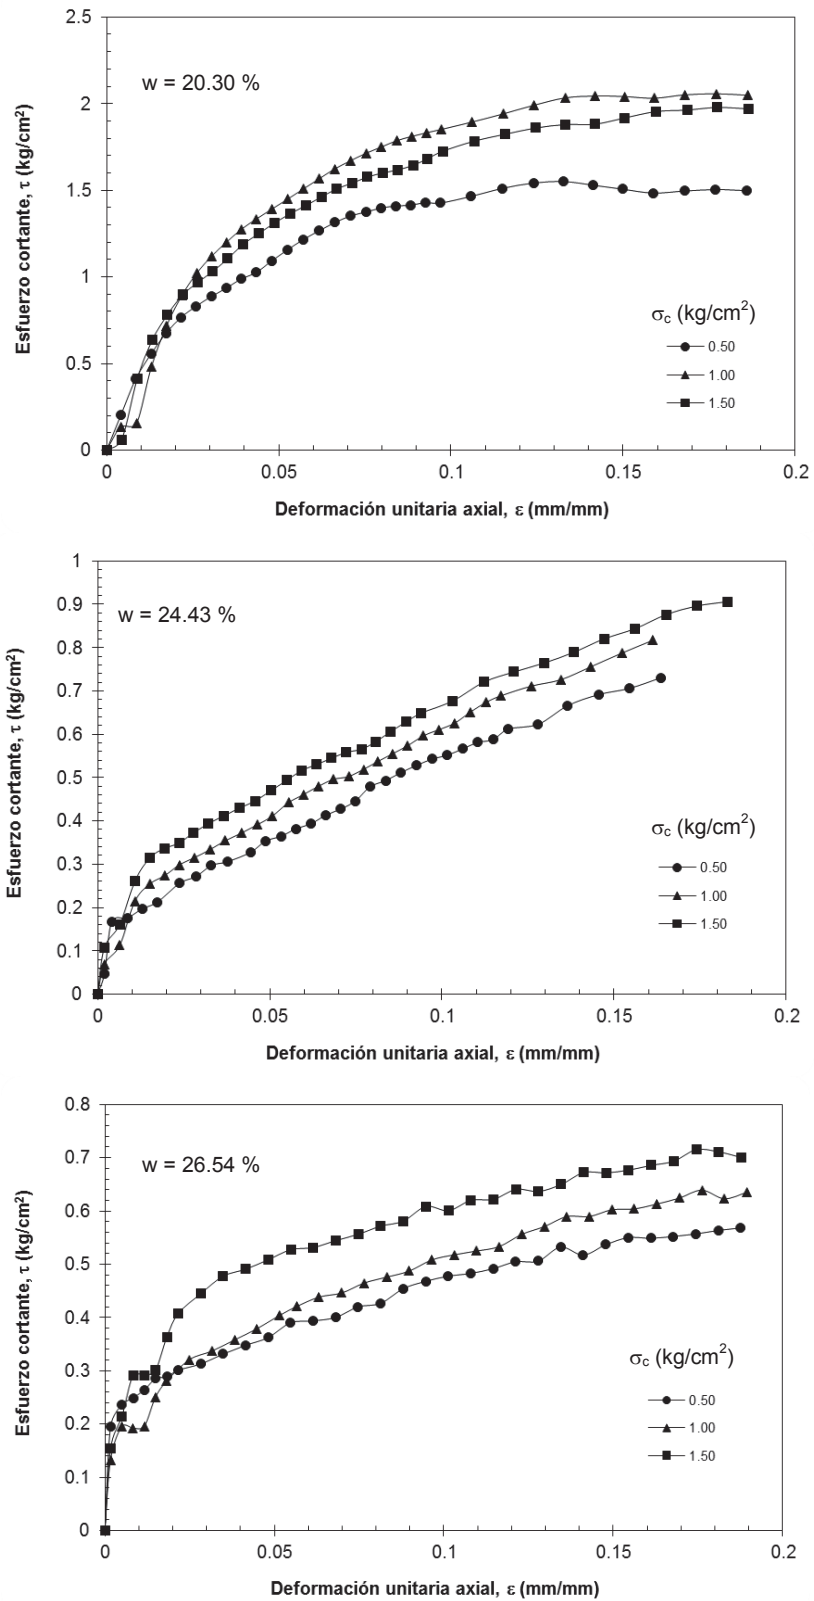 2.5
w = 20.30 %
2
1.5
1
0.5
0
Esfuerzo cortante, τ (kg/cm²)
σc (kg/cm²)
0.50
1.00
1.50
0 0.05 0.1 0.15 0.2
Deformación unitaria axial, ε (mm/mm)
1
0.9
w = 24.43 %
0.8
0.7
0.6
0.5
0.4
0.3
0.2
0.1
0
Esfuerzo cortante, τ (kg/cm²)
σc (kg/cm²)
0.50
1.00
1.50
0 0.05 0.1 0.15 0.2
Deformación unitaria axial, ε (mm/mm)
0.8
0.7
w = 26.54 %
0.6
0.5
0.4
0.3
0.2
0.1
0
Esfuerzo cortante, τ (kg/cm²)
σc (kg/cm²)
0.50
1.00
1.50
0 0.05 0.1 0.15 0.2
Deformación unitaria axial, ε (mm/mm)